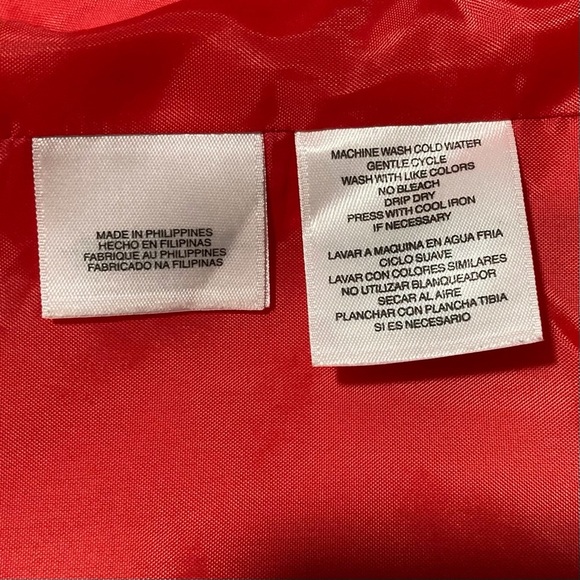 MADE IN PHILIPPINES
HECHO EN FILIPINAS
FABRIQUE AU PHILIPPINES
FABRICADO NA FILIPINAS
MACHINE WASH COLD WATER
GENTLE CYCLE
WASH WITH LIKE COLORS
NO BLEACH
DRIP DRY
PRESS WITH COOL IRON
IF NECESSARY
LAVAR A MAQUINA EN AGUA FRIA
CICLO SUAVE
LAVAR CON COLORES SIMILARES
NO UTILIZAR BLANQUEADOR
SECAR AL AIRE
PLANCHAR CON PLANCHA TIBIA
SI ES NECESARIO